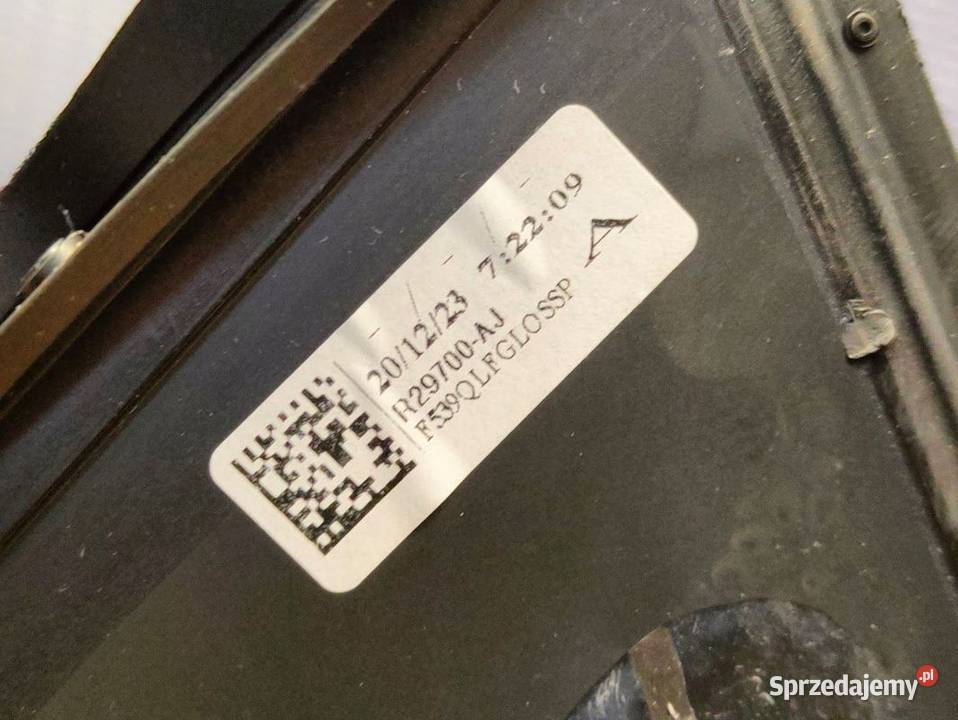 20/12/23 7:22:09
R29700-AJ
F539QLFGLOSSP
A
Sprzedajemy.pl